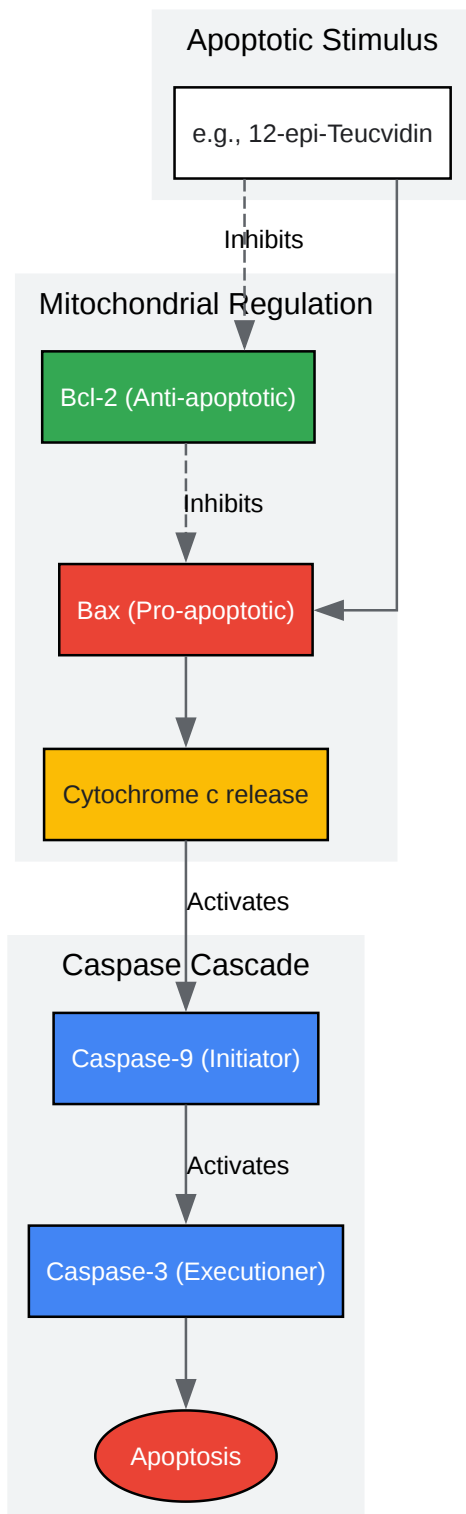 Apoptotic Stimulus
e.g., 12-epi-Teucvidin
Inhibits
Mitochondrial Regulation
Bcl-2 (Anti-apoptotic)
Inhibits
Bax (Pro-apoptotic)
Cytochrome c release
Activates
Caspase Cascade
Caspase-9 (Initiator)
Activates
Caspase-3 (Executioner)
Apoptosis